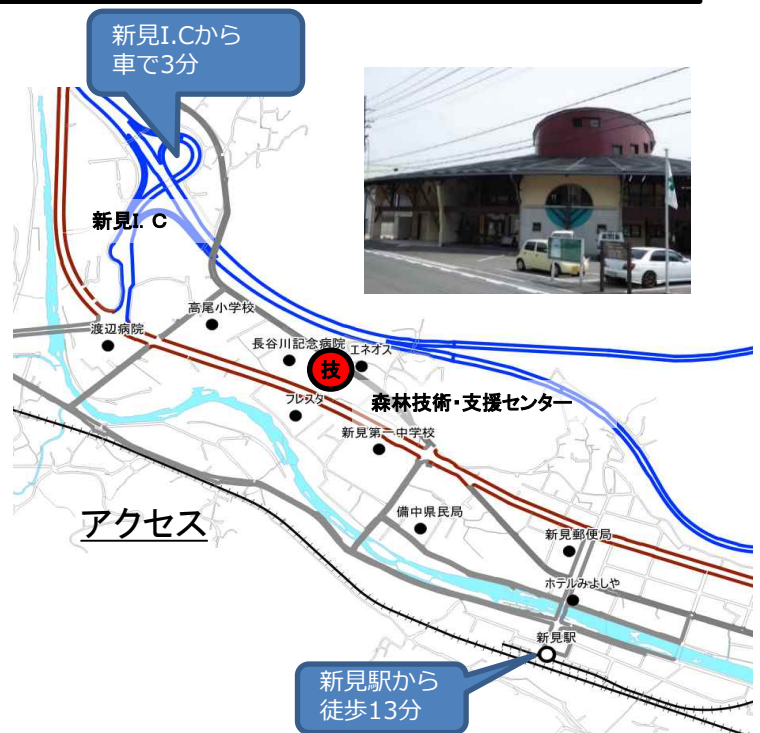 新見I.Cから
車で3分
新見I. C
高尾小学校
渡辺病院
長谷川記念病院
エネオス
技
フレスタ
森林技術・支援センター
新見第一中学校
アクセス
備中県民局
新見郵便局
ホテルみよしや
新見駅
新見駅から
徒歩13分